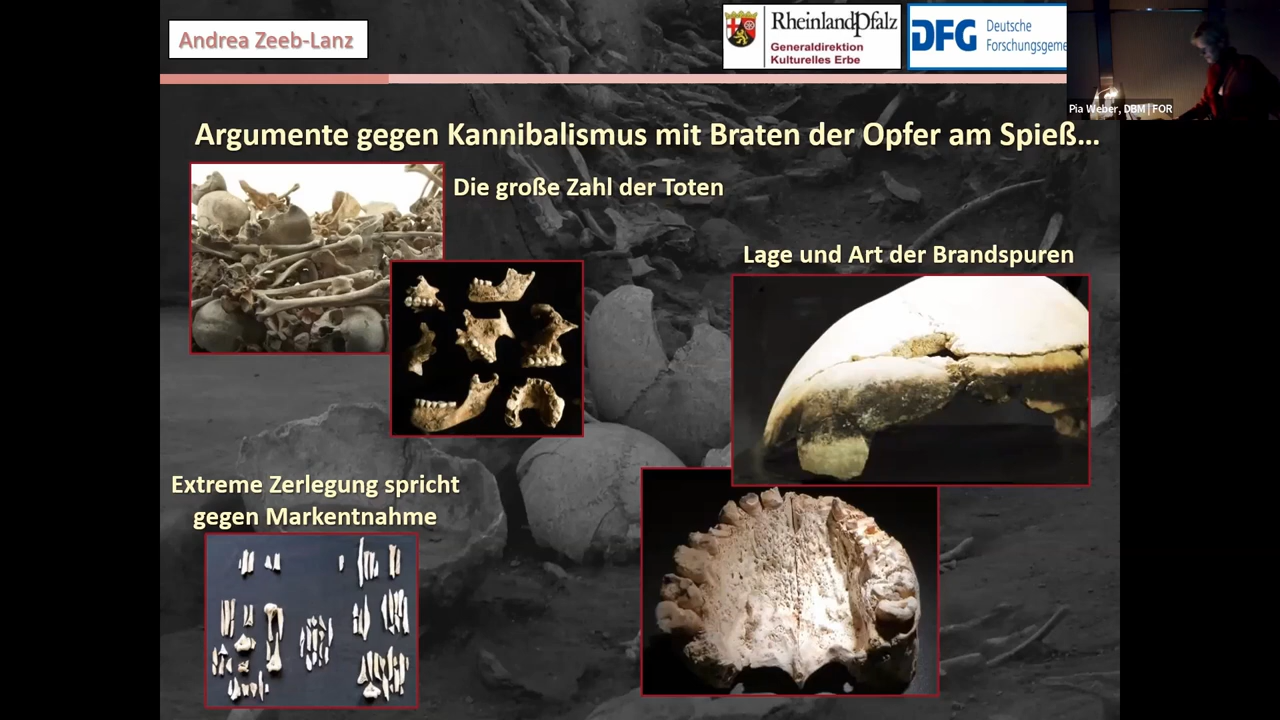 Andrea Zeeb-Lanz
RheinlandPfalz
Generaldirektion
Kulturelles Erbe
DFG
Deutsche
Forschungsgeme
Pia Weber, DBM|FOR
Argumente gegen Kannibalismus mit Braten der Opfer am Spieß...
Die große Zahl der Toten
Lage und Art der Brandspuren
Extreme Zerlegung spricht
gegen Markentnahme